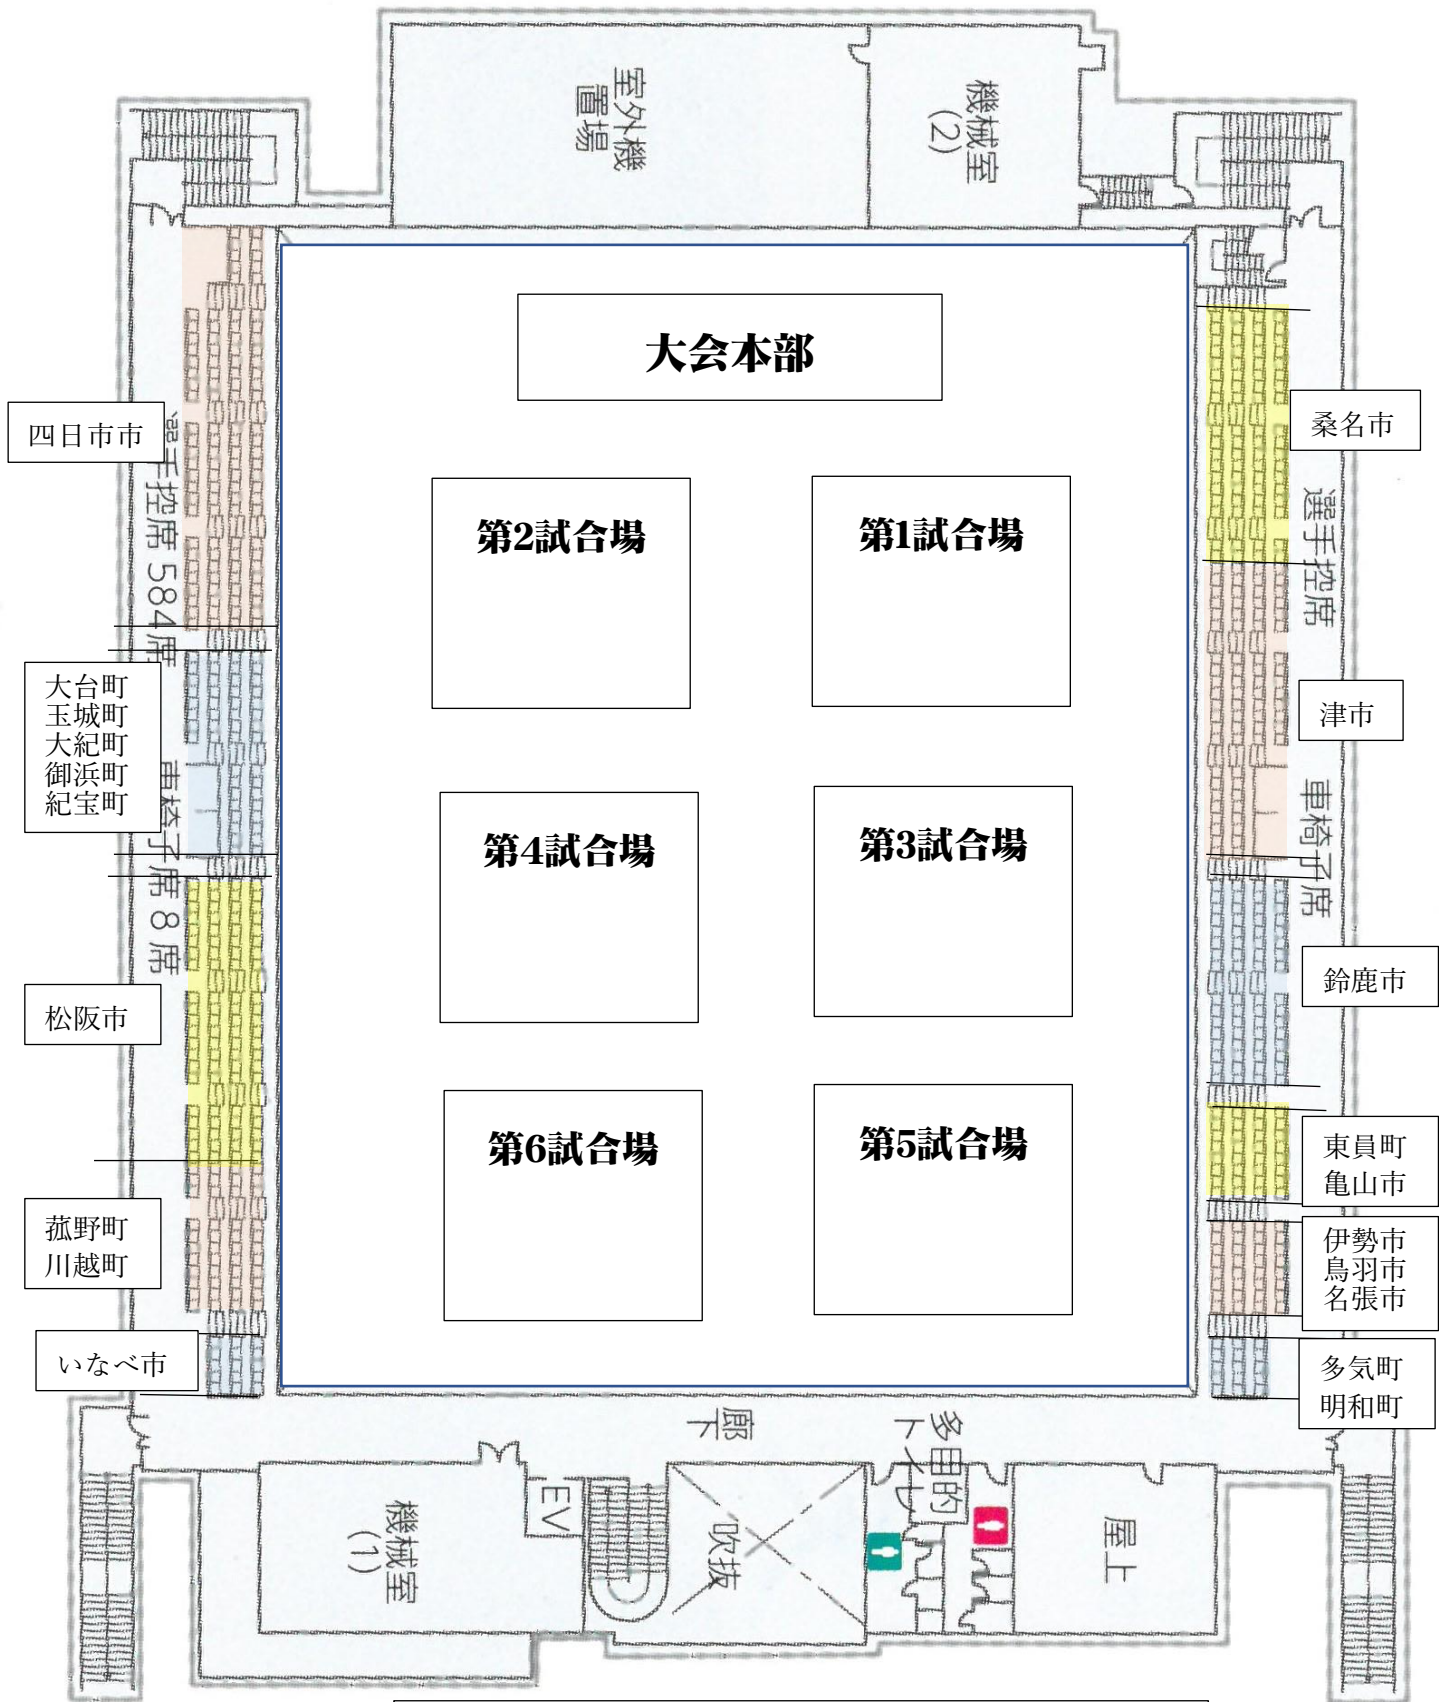 室外機
置場
機械室
(2)
大会本部
四日市市
桑名市
選手控席 584席
選手控席
第2試合場
第1試合場
大台町
玉城町
大紀町
御浜町
紀宝町
津市
車椅子席 8席
車椅子席
第4試合場
第3試合場
松阪市
鈴鹿市
第6試合場
第5試合場
東員町
亀山市
菰野町
川越町
伊勢市
鳥羽市
名張市
いなべ市
多気町
明和町
廊下
多目的
トイレ
機械室
(1)
EV
吹抜
屋上